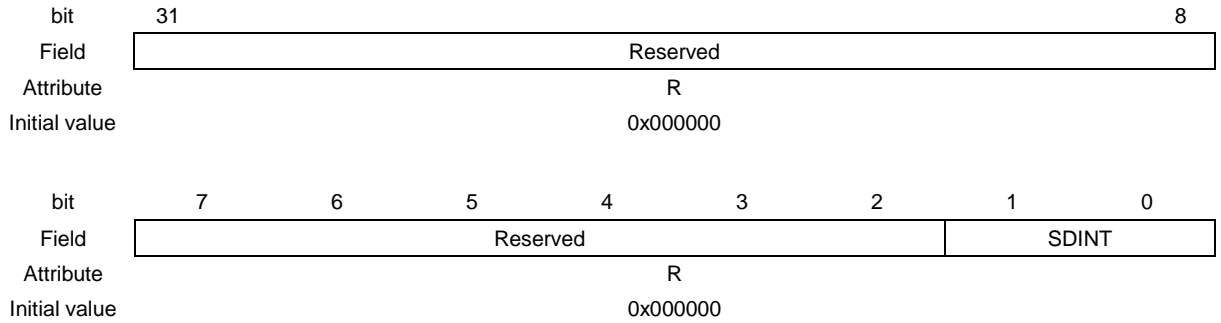 bit 31 8
Field Reserved
Attribute R
Initial value 0x000000
bit 7 6 5 4 3 2 1 0
Field Reserved SDINT
Attribute R
Initial value 0x000000